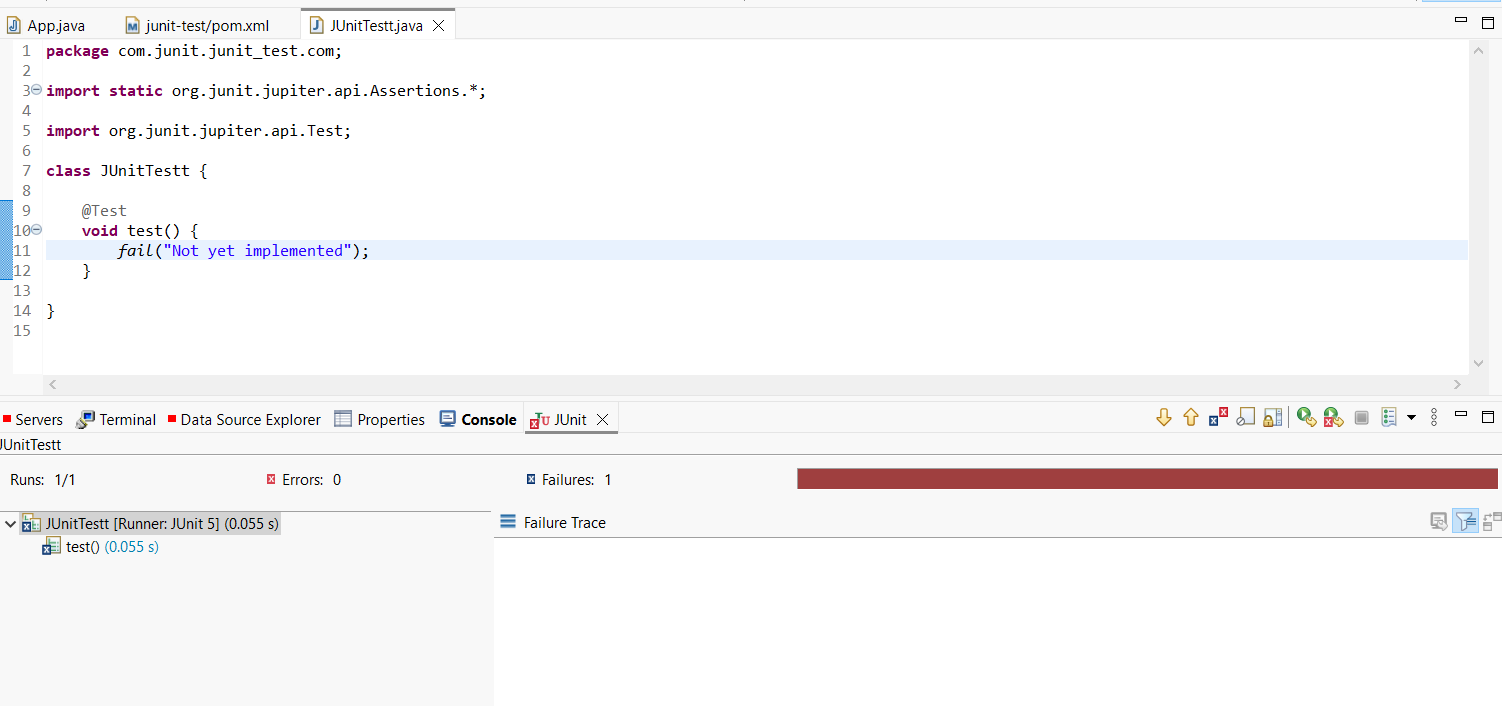 App.java junit-test/pom.xml JUnitTestt.java
1 package com.junit.junit_test.com;
2
3 import static org.junit.jupiter.api.Assertions.*;
4
5 import org.junit.jupiter.api.Test;
6
7 class JUnitTestt {
8
9 @Test
10 void test() {
11 fail("Not yet implemented");
12 }
13
14 }
15
Servers Terminal Data Source Explorer Properties Console JUnit
JUnitTestt
Runs: 1/1 Errors: 0 Failures: 1
JUnitTestt [Runner: JUnit 5] (0.055 s) Failure Trace
test() (0.055 s)